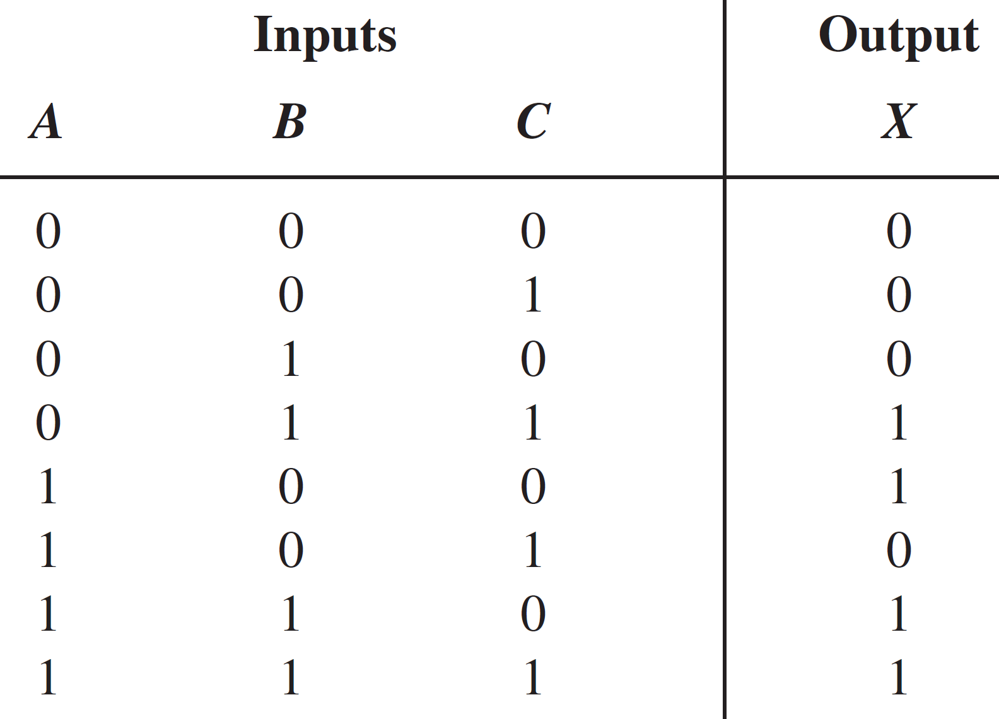 Inputs Output
A B C X
0 0 0 0
0 0 1 0
0 1 0 0
0 1 1 1
1 0 0 1
1 0 1 0
1 1 0 1
1 1 1 1